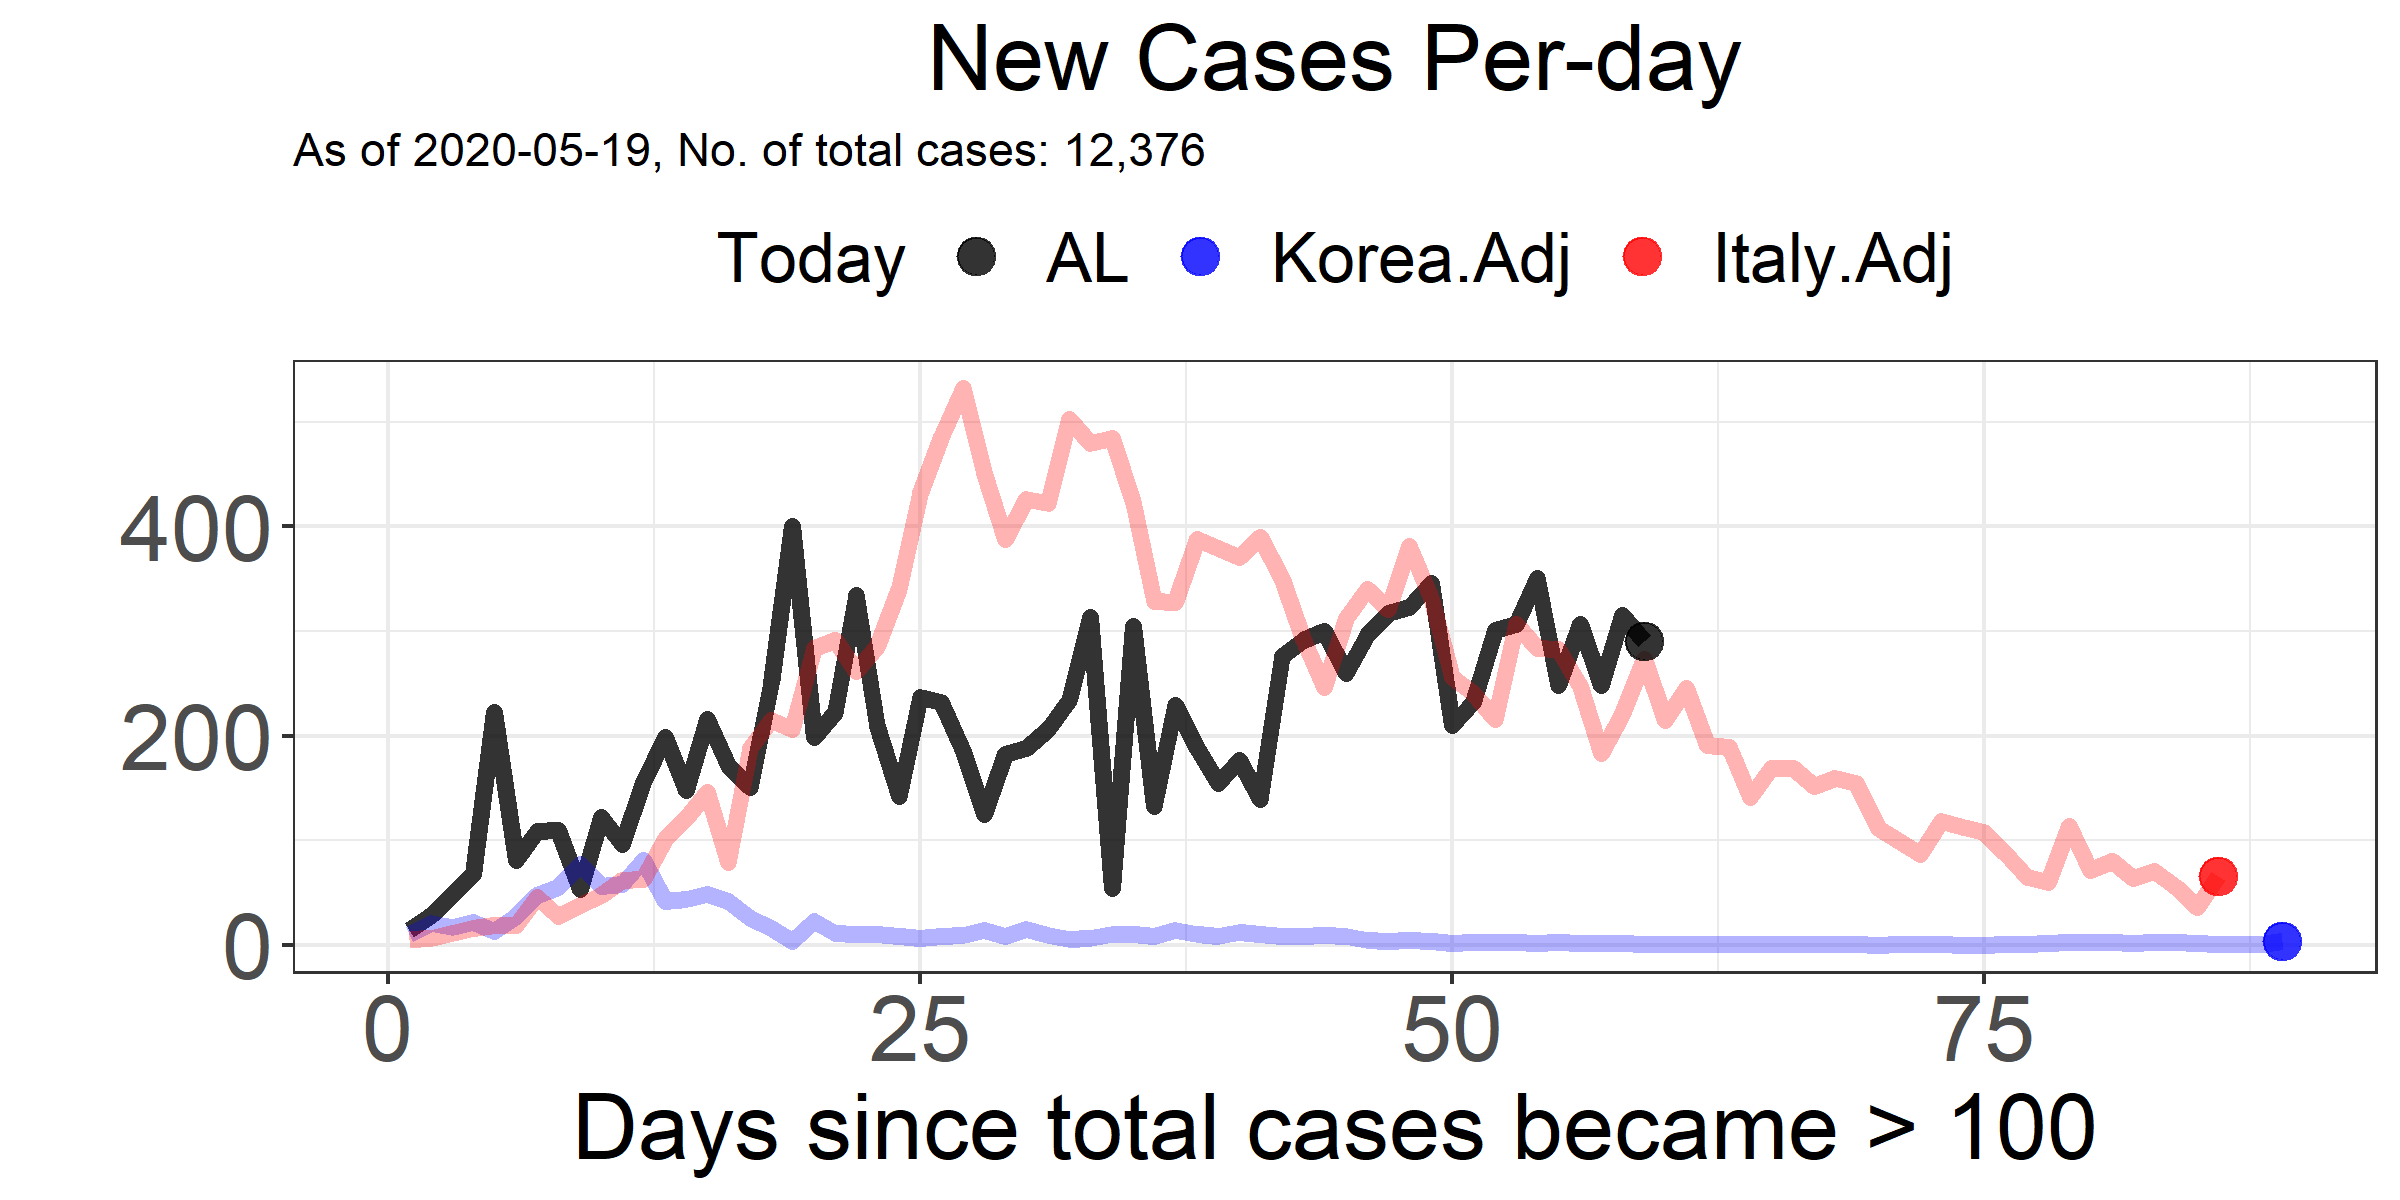 New Cases Per-day
As of 2020-05-19, No. of total cases: 12,376
Today AL Korea.Adj Italy.Adj
400
200
0
0 25 50 75
Days since total cases became > 100